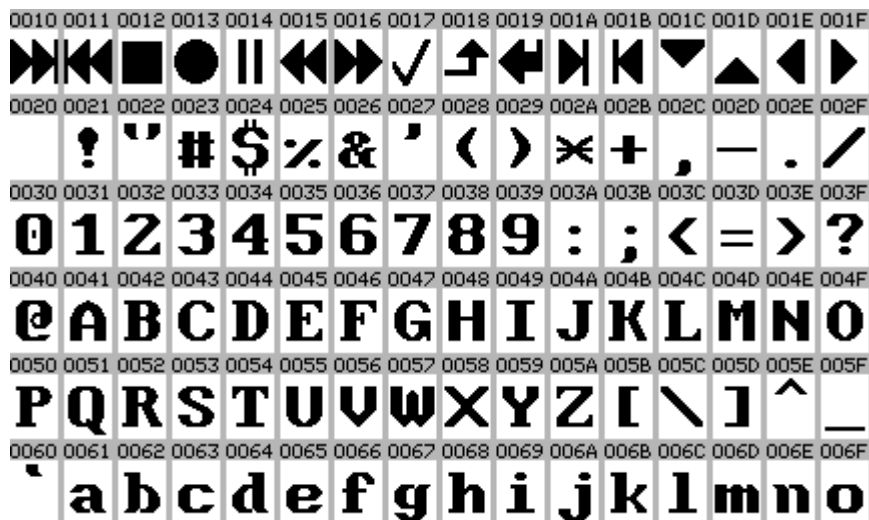 0010 0011 0012 0013 0014 0015 0016 0017 0018 0019 001A 001B 001C 001D 001E 001F
⏭ ⏮ ■ ● ⏸ ⏪ ⏩ ✓ ⮍ ↵ ⏵| |⏴ ▼ ▲ ◀ ▶
0020 0021 0022 0023 0024 0025 0026 0027 0028 0029 002A 002B 002C 002D 002E 002F
! " # $ % & ' ( ) * + , - . /
0030 0031 0032 0033 0034 0035 0036 0037 0038 0039 003A 003B 003C 003D 003E 003F
0 1 2 3 4 5 6 7 8 9 : ; < = > ?
0040 0041 0042 0043 0044 0045 0046 0047 0048 0049 004A 004B 004C 004D 004E 004F
@ A B C D E F G H I J K L M N O
0050 0051 0052 0053 0054 0055 0056 0057 0058 0059 005A 005B 005C 005D 005E 005F
P Q R S T U V W X Y Z [ \ ] ^ _
0060 0061 0062 0063 0064 0065 0066 0067 0068 0069 006A 006B 006C 006D 006E 006F
` a b c d e f g h i j k l m n o